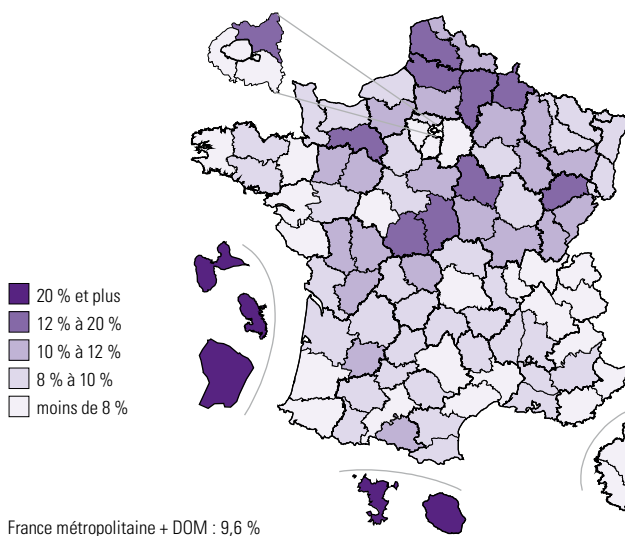 20 % et plus
12 % à 20 %
10 % à 12 %
8 % à 10 %
moins de 8 %
France métropolitaine + DOM : 9,6 %